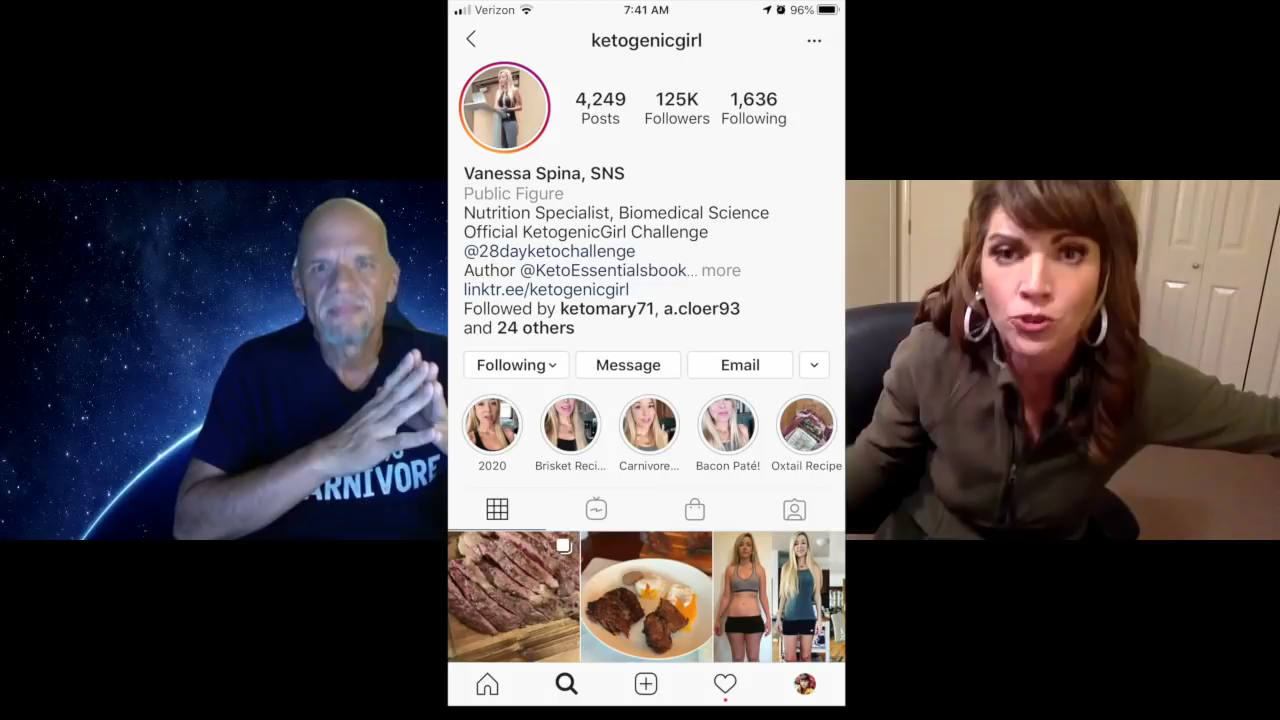 Verizon
7:41 AM
96%
ketogenicgirl
4,249
125K
1,636
Posts
Followers
Following
Vanessa Spina, SNS
Public Figure
Nutrition Specialist, Biomedical Science
Official KetogenicGirl Challenge
@28dayketochallenge
Author @KetoEssentialsbook... more
linktr.ee/ketogenicgirl
Followed by ketomary71, a.cloer93
and 24 others
Following
Message
Email
2020
Brisket Reci...
Carnivore...
Bacon Paté!
Oxtail Recipe
ARNIVORE